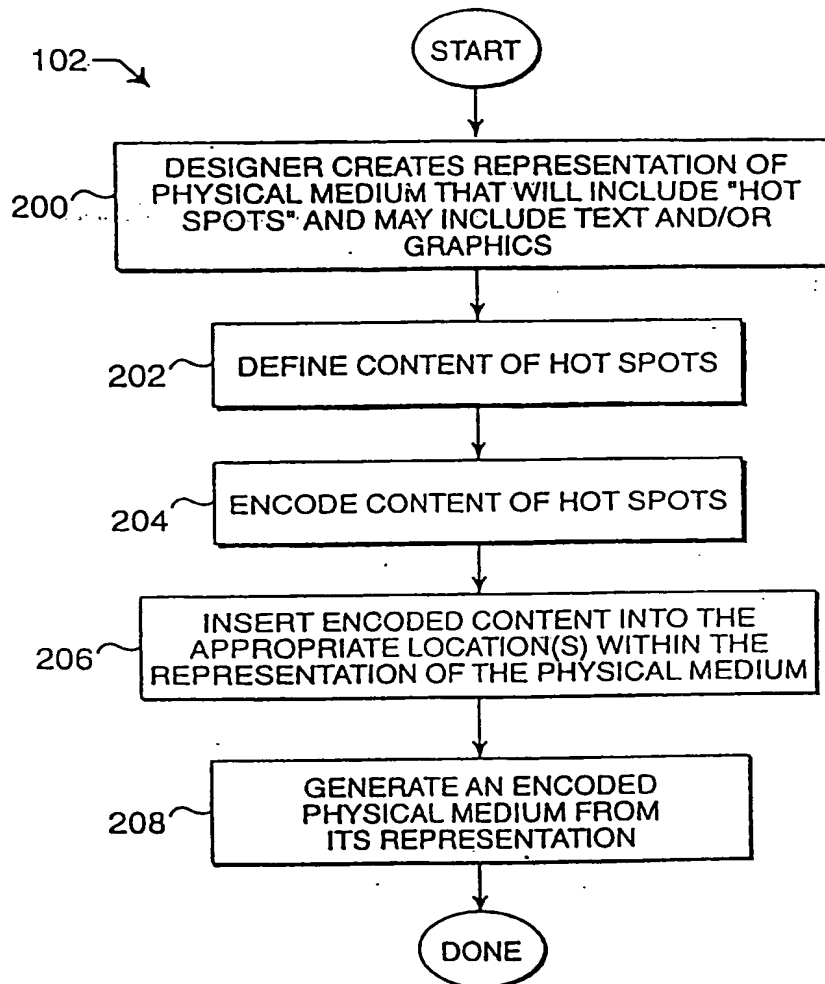 START
102
DESIGNER CREATES REPRESENTATION OF
PHYSICAL MEDIUM THAT WILL INCLUDE "HOT
SPOTS" AND MAY INCLUDE TEXT AND/OR
GRAPHICS
200
202
DEFINE CONTENT OF HOT SPOTS
204
ENCODE CONTENT OF HOT SPOTS
INSERT ENCODED CONTENT INTO THE
APPROPRIATE LOCATION(S) WITHIN THE
REPRESENTATION OF THE PHYSICAL MEDIUM
206
GENERATE AN ENCODED
PHYSICAL MEDIUM FROM
ITS REPRESENTATION
208
DONE